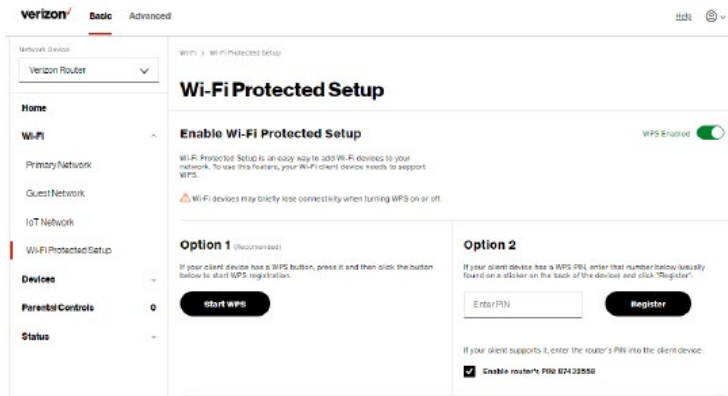 verizon Basic Advanced Help
Network Device
Verizon Router
Home
Wi-Fi
Primary Network
Guest Network
IoT Network
Wi-Fi Protected Setup
Devices
Parental Controls 0
Status
Wi-Fi > Wi-Fi Protected Setup
Wi-Fi Protected Setup
Enable Wi-Fi Protected Setup WPS Enabled
Wi-Fi Protected Setup is an easy way to add Wi-Fi devices to your
network. To use this feature, your Wi-Fi client device needs to support
WPS.
Wi-Fi devices may briefly lose connectivity when turning WPS on or off.
Option 1 (Recommended)
If your client device has a WPS button, press it and then click the button
below to start WPS registration.
Start WPS
Option 2
If your client device has a WPS PIN, enter that number below (usually
found on a sticker on the back of the device) and click "Register".
Enter PIN Register
If your client supports it, enter the router's PIN into the client device:
Enable router's PIN: